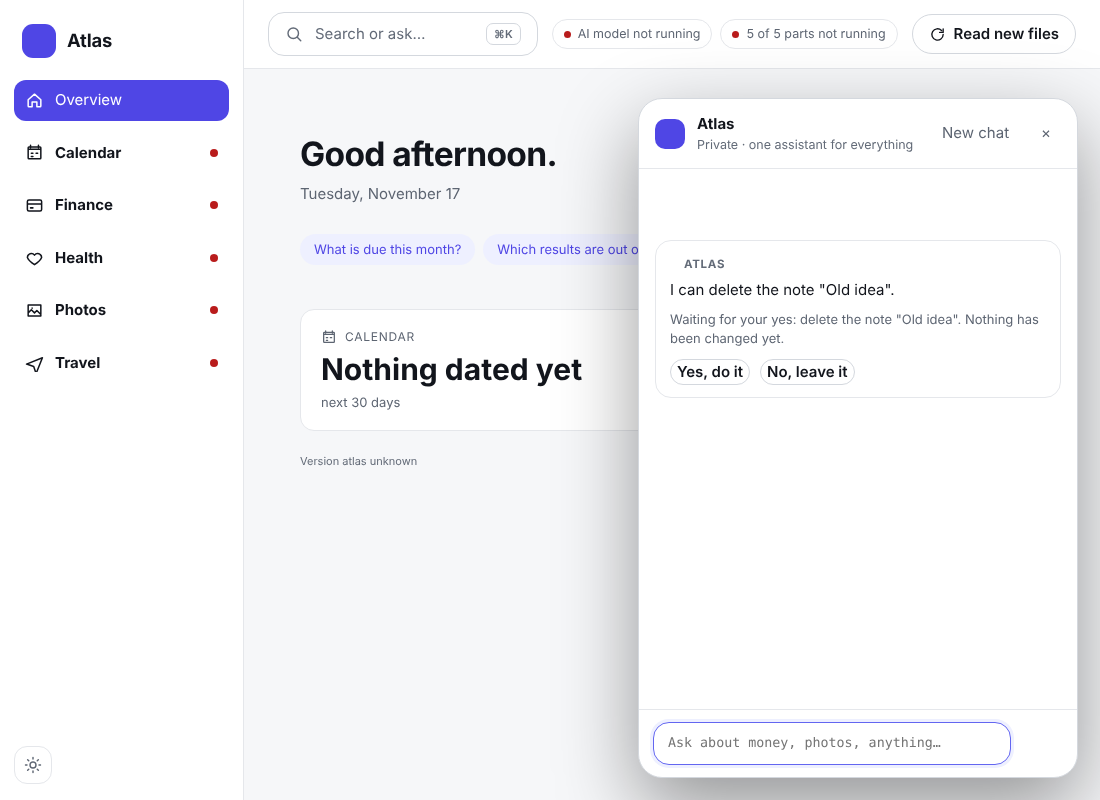 Atlas
Overview
Calendar
Finance
Health
Photos
Travel
Search or ask...
⌘K
AI model not running
5 of 5 parts not running
Read new files
Good afternoon.
Tuesday, November 17
What is due this month?
Which results are out o
CALENDAR
Nothing dated yet
next 30 days
Version atlas unknown
Atlas
Private · one assistant for everything
New chat
×
ATLAS
I can delete the note "Old idea".
Waiting for your yes: delete the note "Old idea". Nothing has
been changed yet.
Yes, do it
No, leave it
Ask about money, photos, anything…